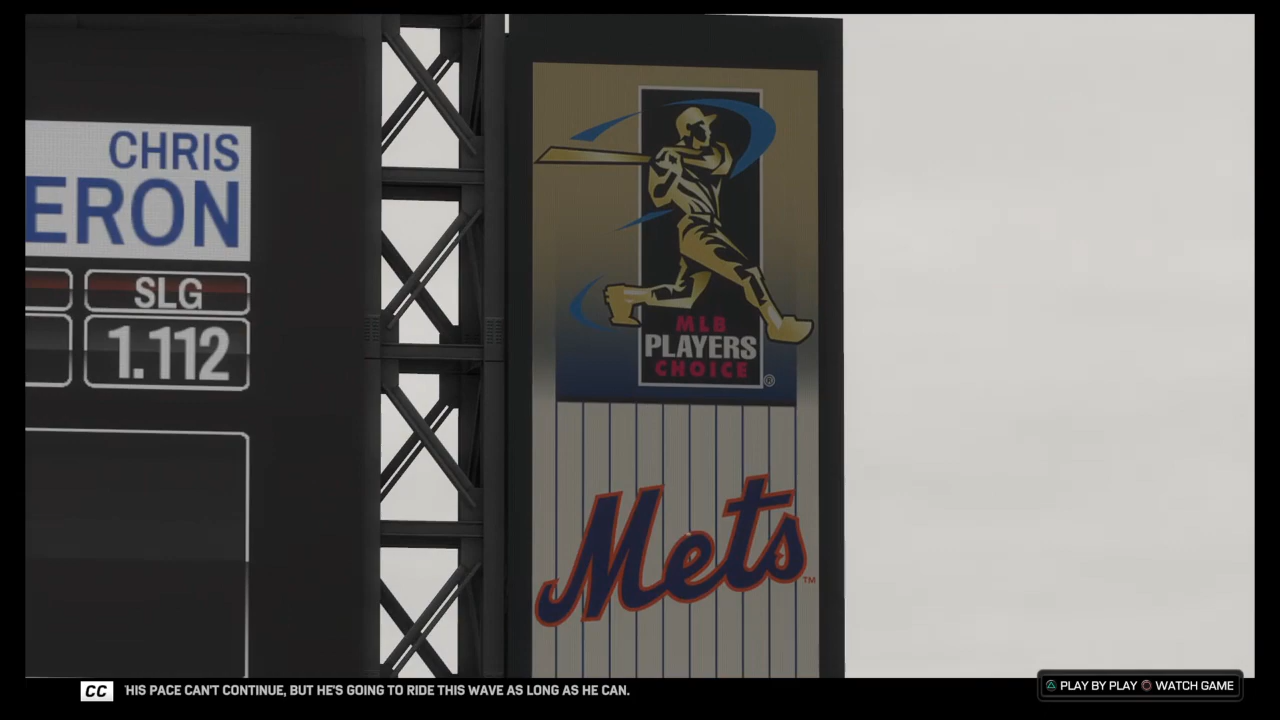 CHRIS
ERON
SLG
1.112
MLB
PLAYERS
CHOICE
®
Mets
TM
CC 'HIS PACE CAN'T CONTINUE, BUT HE'S GOING TO RIDE THIS WAVE AS LONG AS HE CAN.
PLAY BY PLAY WATCH GAME